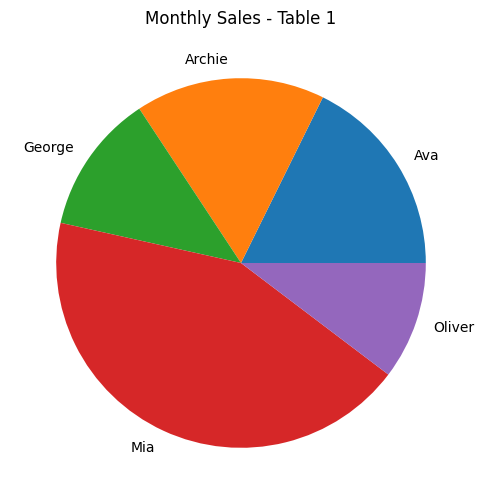 Monthly Sales - Table 1
Archie
George
Ava
Oliver
Mia